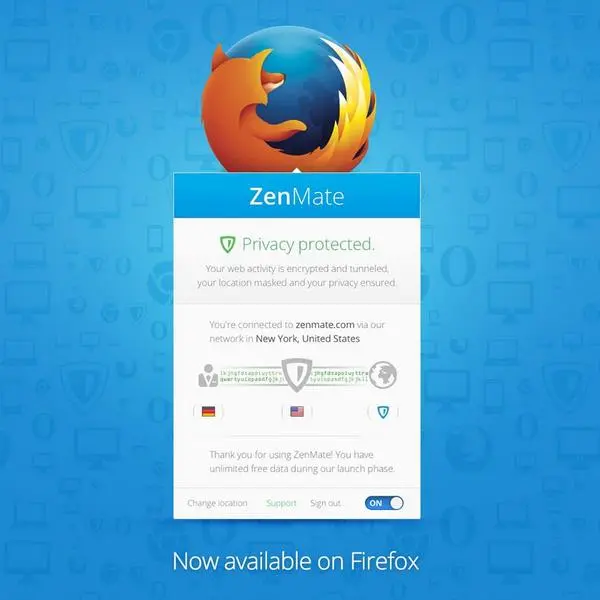 ZenMate
Privacy protected.
Your web activity is encrypted and tunneled,
your location masked and your privacy ensured.
You're connected to zenmate.com via our
network in New York, United States
Thank you for using ZenMate! You have
unlimited free data during our launch phase.
Change location Support Sign out ON
Now available on Firefox